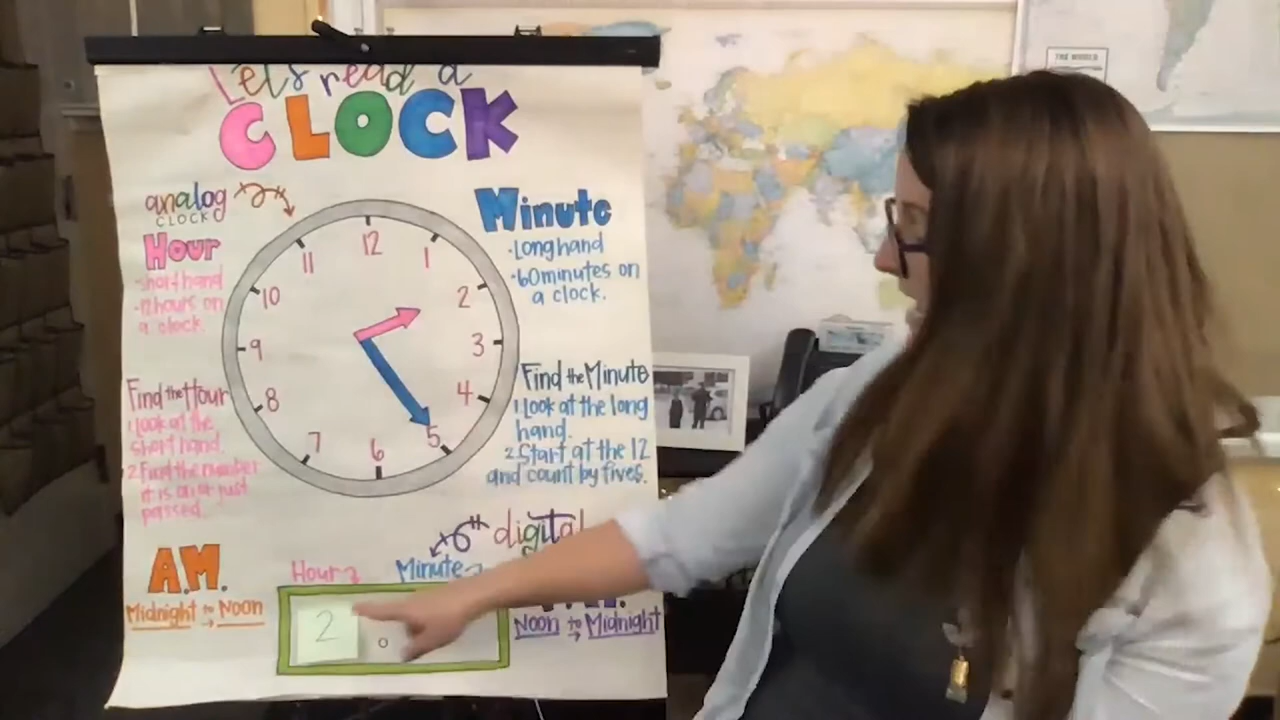 Let's read a
CLOCK
analog
CLOCK
Hour
-short hand
-12 hours on
a clock.
Minute
-Long hand
-60 minutes on
a clock.
12
1
2
3
4
5
6
7
8
9
10
11
Find the Hour
1. Look at the
short hand.
2 Find the number
it is on or just
passed.
Find the Minute
1. Look at the long
hand.
2. Start at the 12
and count by fives.
digital
A.M.
Midnight to Noon
Hour
Minute
2
Noon to Midnight
THE WORLD